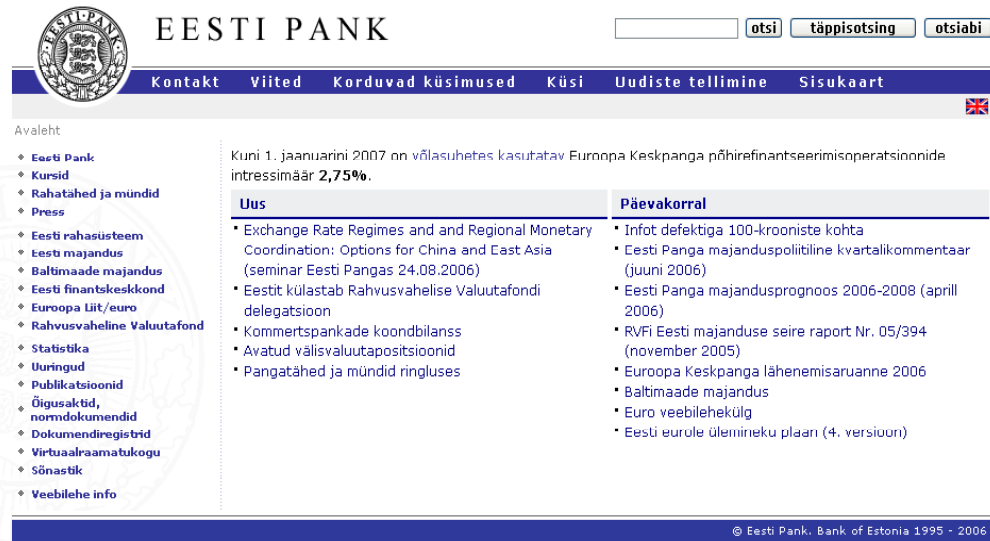 EESTI PANK
EESTI PANK
otsi
täppisotsing
otsiabi
Kontakt Viited Korduvad küsimused Küsi Uudiste tellimine Sisukaart
Avaleht
Eesti Pank
Kursid
Rahatähed ja mündid
Press
Eesti rahasüsteem
Eesti majandus
Baltimaade majandus
Eesti finantskeskkond
Euroopa Liit/euro
Rahvusvaheline Valuutafond
Statistika
Uuringud
Publikatsioonid
Õigusaktid,
normdokumendid
Dokumendiregistrid
Virtuaalraamatukogu
Sõnastik
Veebilehe info
Kuni 1. jaanuarini 2007 on võlasuhetes kasutatav Euroopa Keskpanga põhirefinantseerimisoperatsioonide
intressimäär 2,75%.
Uus
Exchange Rate Regimes and and Regional Monetary
Coordination: Options for China and East Asia
(seminar Eesti Pangas 24.08.2006)
Eestit külastab Rahvusvahelise Valuutafondi
delegatsioon
Kommertspankade koondbilanss
Avatud välisvaluutapositsioonid
Pangatähed ja mündid ringluses
Päevakorral
Infot defektiga 100-krooniste kohta
Eesti Panga majanduspoliitiline kvartalikommentaar
(juuni 2006)
Eesti Panga majandusprognoos 2006-2008 (aprill
2006)
RVFi Eesti majanduse seire raport Nr. 05/394
(november 2005)
Euroopa Keskpanga lähenemisaruanne 2006
Baltimaade majandus
Euro veebilehekülg
Eesti eurole ülemineku plaan (4. versioon)
© Eesti Pank. Bank of Estonia 1995 - 2006